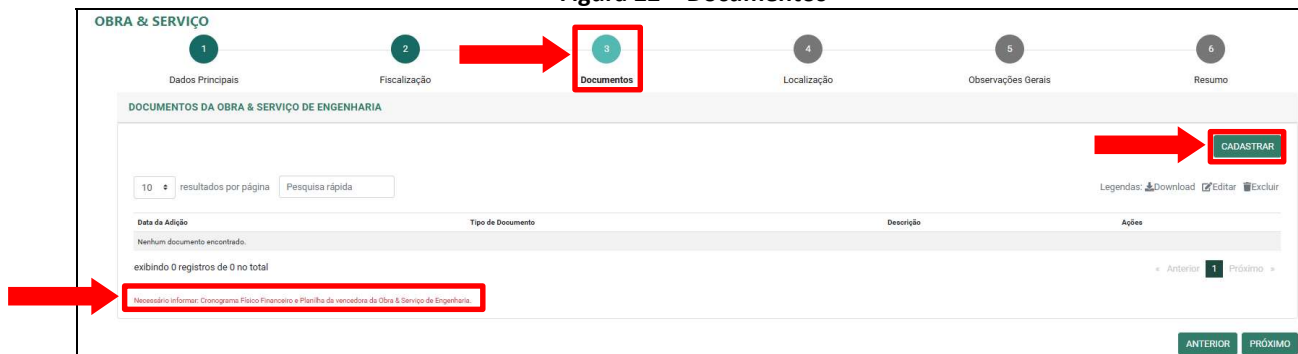 OBRA & SERVIÇO
1 2 3 4 5 6
Dados Principais Fiscalização Documentos Localização Observações Gerais Resumo
DOCUMENTOS DA OBRA & SERVIÇO DE ENGENHARIA
CADASTRAR
10 resultados por página Pesquisa rápida Legendas: Download Editar Excluir
Data da Adição Tipo de Documento Descrição Ações
Nenhum documento encontrado.
exibindo 0 registros de 0 no total « Anterior 1 Próximo »
Necessário informar: Cronograma Físico Financeiro e Planilha da vencedora da Obra & Serviço de Engenharia.
ANTERIOR PRÓXIMO